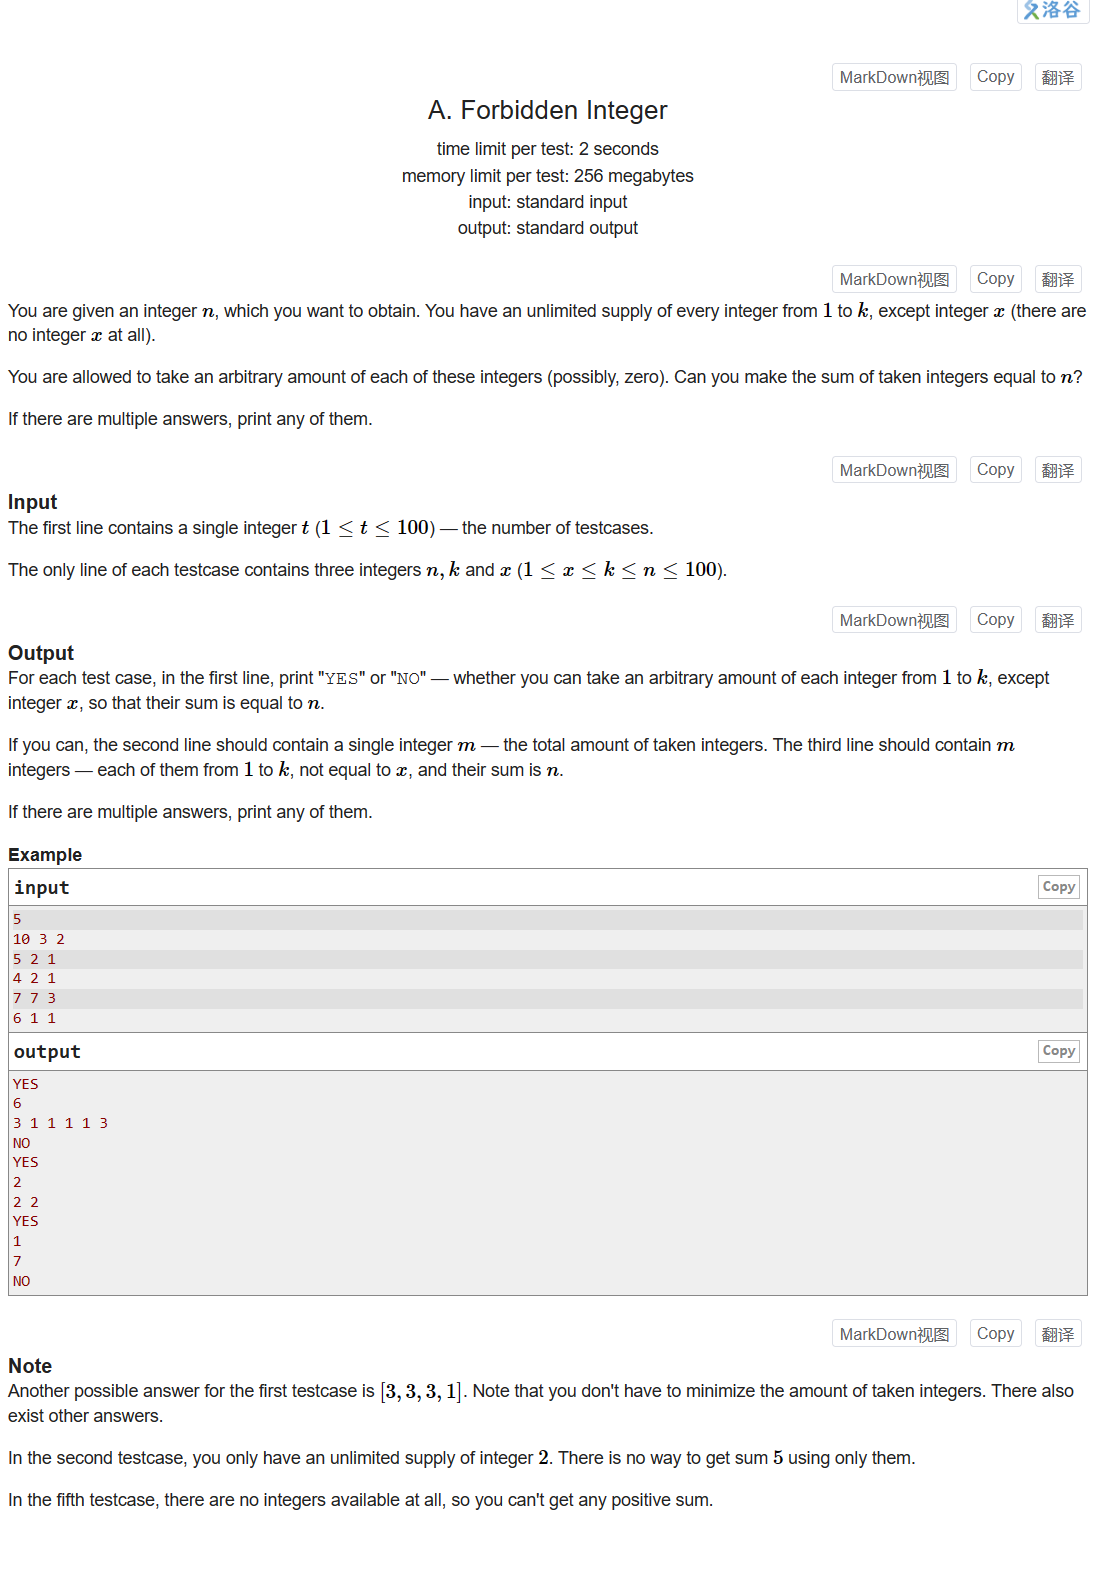 洛谷
MarkDown视图 Copy 翻译
A. Forbidden Integer
time limit per test: 2 seconds
memory limit per test: 256 megabytes
input: standard input
output: standard output
MarkDown视图 Copy 翻译
You are given an integer n, which you want to obtain. You have an unlimited supply of every integer from 1 to k, except integer x (there are
no integer x at all).
You are allowed to take an arbitrary amount of each of these integers (possibly, zero). Can you make the sum of taken integers equal to n?
If there are multiple answers, print any of them.
MarkDown视图 Copy 翻译
Input
The first line contains a single integer t (1 ≤ t ≤ 100) — the number of testcases.
The only line of each testcase contains three integers n, k and x (1 ≤ x ≤ k ≤ n ≤ 100).
MarkDown视图 Copy 翻译
Output
For each test case, in the first line, print "YES" or "NO" — whether you can take an arbitrary amount of each integer from 1 to k, except
integer x, so that their sum is equal to n.
If you can, the second line should contain a single integer m — the total amount of taken integers. The third line should contain m
integers — each of them from 1 to k, not equal to x, and their sum is n.
If there are multiple answers, print any of them.
Example
input Copy
5
10 3 2
5 2 1
4 2 1
7 7 3
6 1 1
output Copy
YES
6
3 1 1 1 1 3
NO
YES
2
2 2
YES
1
7
NO
MarkDown视图 Copy 翻译
Note
Another possible answer for the first testcase is [3, 3, 3, 1]. Note that you don't have to minimize the amount of taken integers. There also
exist other answers.
In the second testcase, you only have an unlimited supply of integer 2. There is no way to get sum 5 using only them.
In the fifth testcase, there are no integers available at all, so you can't get any positive sum.